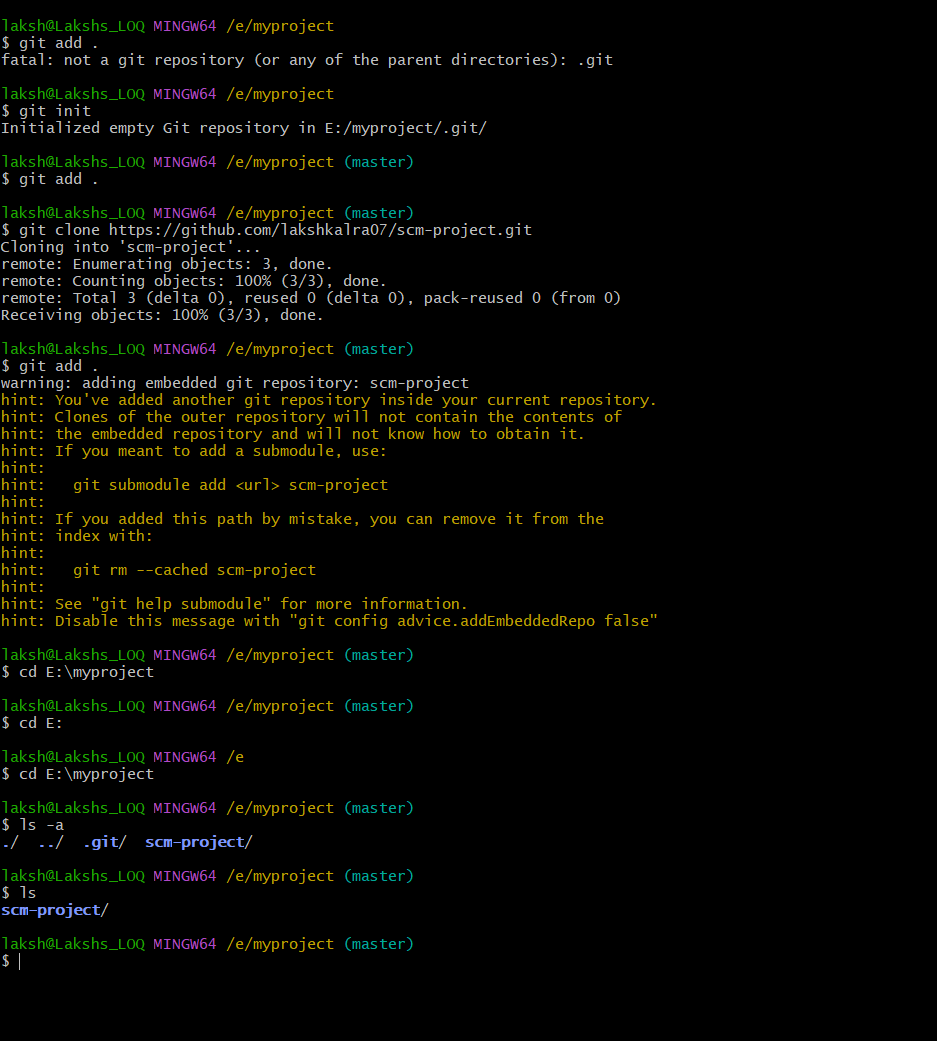 laksh@Lakshs_LOQ MINGW64 /e/myproject
$ git add .
fatal: not a git repository (or any of the parent directories): .git
laksh@Lakshs_LOQ MINGW64 /e/myproject
$ git init
Initialized empty Git repository in E:/myproject/.git/
laksh@Lakshs_LOQ MINGW64 /e/myproject (master)
$ git add .
laksh@Lakshs_LOQ MINGW64 /e/myproject (master)
$ git clone https://github.com/lakshkalra07/scm-project.git
Cloning into 'scm-project'...
remote: Enumerating objects: 3, done.
remote: Counting objects: 100% (3/3), done.
remote: Total 3 (delta 0), reused 0 (delta 0), pack-reused 0 (from 0)
Receiving objects: 100% (3/3), done.
laksh@Lakshs_LOQ MINGW64 /e/myproject (master)
$ git add .
warning: adding embedded git repository: scm-project
hint: You've added another git repository inside your current repository.
hint: Clones of the outer repository will not contain the contents of
hint: the embedded repository and will not know how to obtain it.
hint: If you meant to add a submodule, use:
hint:
hint:   git submodule add <url> scm-project
hint:
hint: If you added this path by mistake, you can remove it from the
hint: index with:
hint:
hint:   git rm --cached scm-project
hint:
hint: See "git help submodule" for more information.
hint: Disable this message with "git config advice.addEmbeddedRepo false"
laksh@Lakshs_LOQ MINGW64 /e/myproject (master)
$ cd E:\myproject
laksh@Lakshs_LOQ MINGW64 /e/myproject (master)
$ cd E:
laksh@Lakshs_LOQ MINGW64 /e
$ cd E:\myproject
laksh@Lakshs_LOQ MINGW64 /e/myproject (master)
$ ls -a
./  ../  .git/  scm-project/
laksh@Lakshs_LOQ MINGW64 /e/myproject (master)
$ ls
scm-project/
laksh@Lakshs_LOQ MINGW64 /e/myproject (master)
$